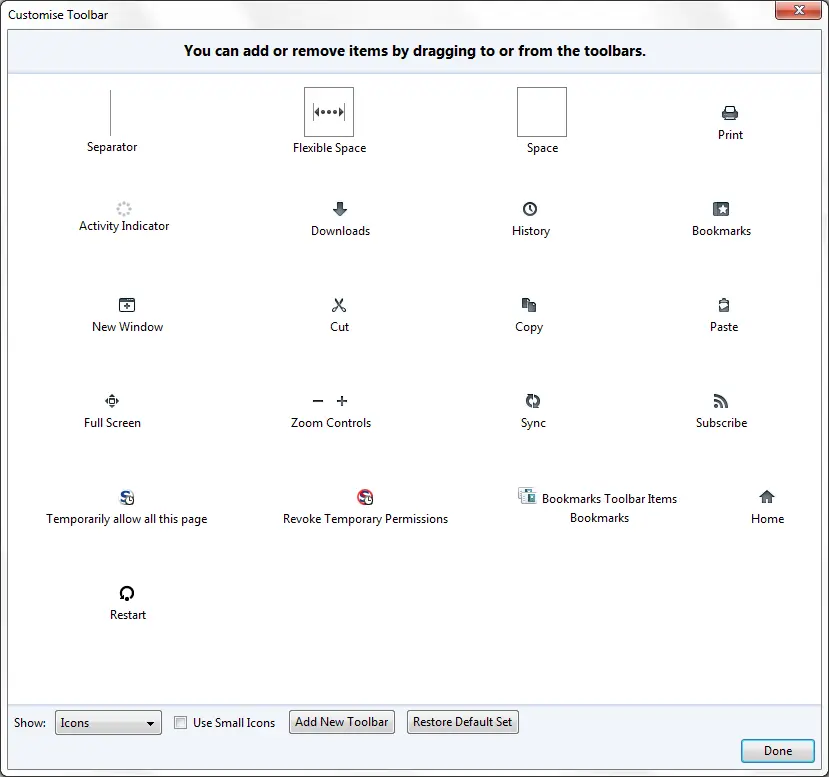 Customise Toolbar
You can add or remove items by dragging to or from the toolbars.
Separator
Flexible Space
Space
Print
Activity Indicator
Downloads
History
Bookmarks
New Window
Cut
Copy
Paste
Full Screen
Zoom Controls
Sync
Subscribe
Temporarily allow all this page
Revoke Temporary Permissions
Bookmarks Toolbar Items
Bookmarks
Home
Restart
Show: Icons Use Small Icons Add New Toolbar Restore Default Set
Done